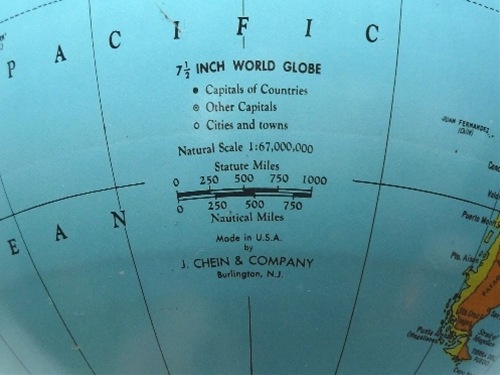 P A C I F I C
7½ INCH WORLD GLOBE
Capitals of Countries
Other Capitals
Cities and towns
Natural Scale 1:67,000,000
Statute Miles
0 250 500 750 1000
0 250 500 750
Nautical Miles
E A N
Made in U.S.A.
by
J. CHEIN & COMPANY
Burlington, N.J.
JUAN FERNANDEZ
(Chile)
Puerto Montt